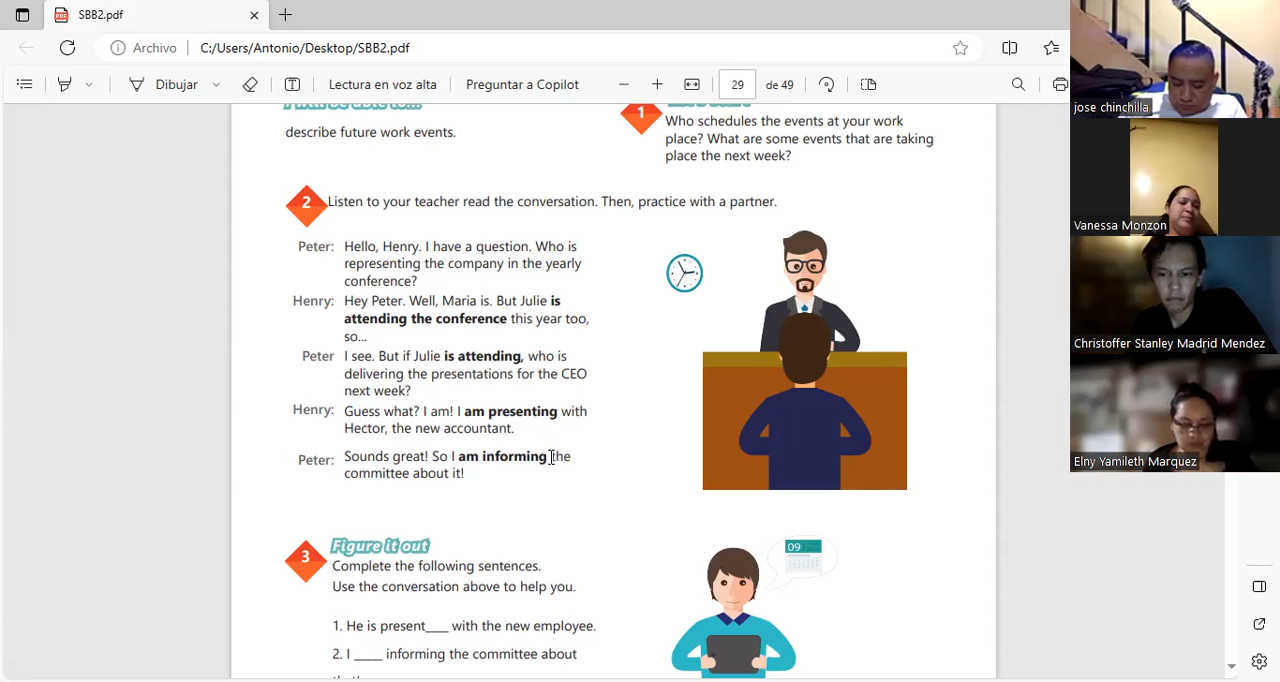 SBB2.pdf
Archivo C:/Users/Antonio/Desktop/SBB2.pdf
Dibujar Lectura en voz alta Preguntar a Copilot 29 de 49
describe future work events.
1
Who schedules the events at your work
place? What are some events that are taking
place the next week?
2 Listen to your teacher read the conversation. Then, practice with a partner.
Peter: Hello, Henry. I have a question. Who is
representing the company in the yearly
conference?
Henry: Hey Peter. Well, Maria is. But Julie is
attending the conference this year too,
so...
Peter I see. But if Julie is attending, who is
delivering the presentations for the CEO
next week?
Henry: Guess what? I am! I am presenting with
Hector, the new accountant.
Peter: Sounds great! So I am informing the
committee about it!
3 Figure it out
Complete the following sentences.
Use the conversation above to help you.
1. He is present___ with the new employee.
2. I ____ informing the committee about
09
jose chinchilla
Vanessa Monzon
Christoffer Stanley Madrid Mendez
Elny Yamileth Marquez